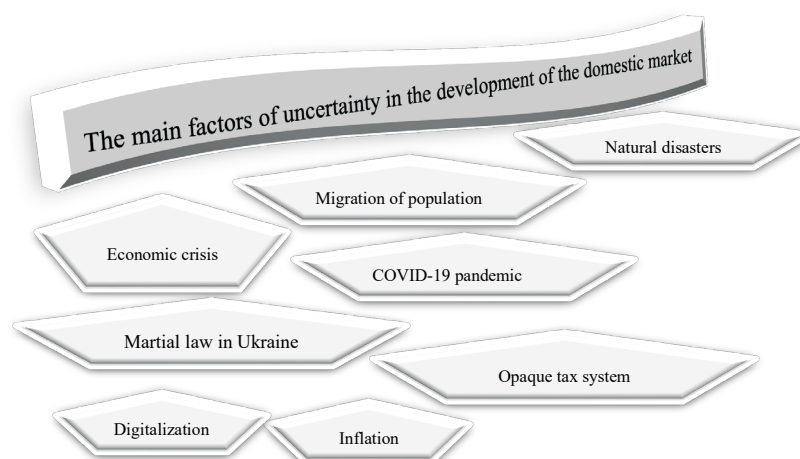 The main factors of uncertainty in the development of the domestic market
Natural disasters
Migration of population
Economic crisis
COVID-19 pandemic
Martial law in Ukraine
Opaque tax system
Digitalization
Inflation